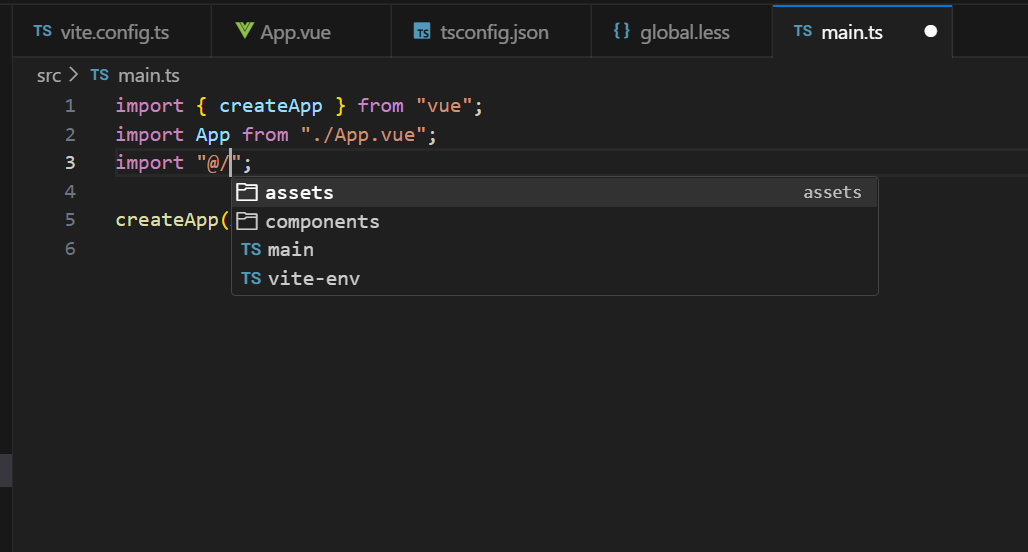 TS vite.config.ts App.vue TS tsconfig.json {} global.less TS main.ts
src > TS main.ts
1 import { createApp } from "vue";
2 import App from "./App.vue";
3 import "@/";
4
assets assets
components
5 createApp(
TS main
6
TS vite-env